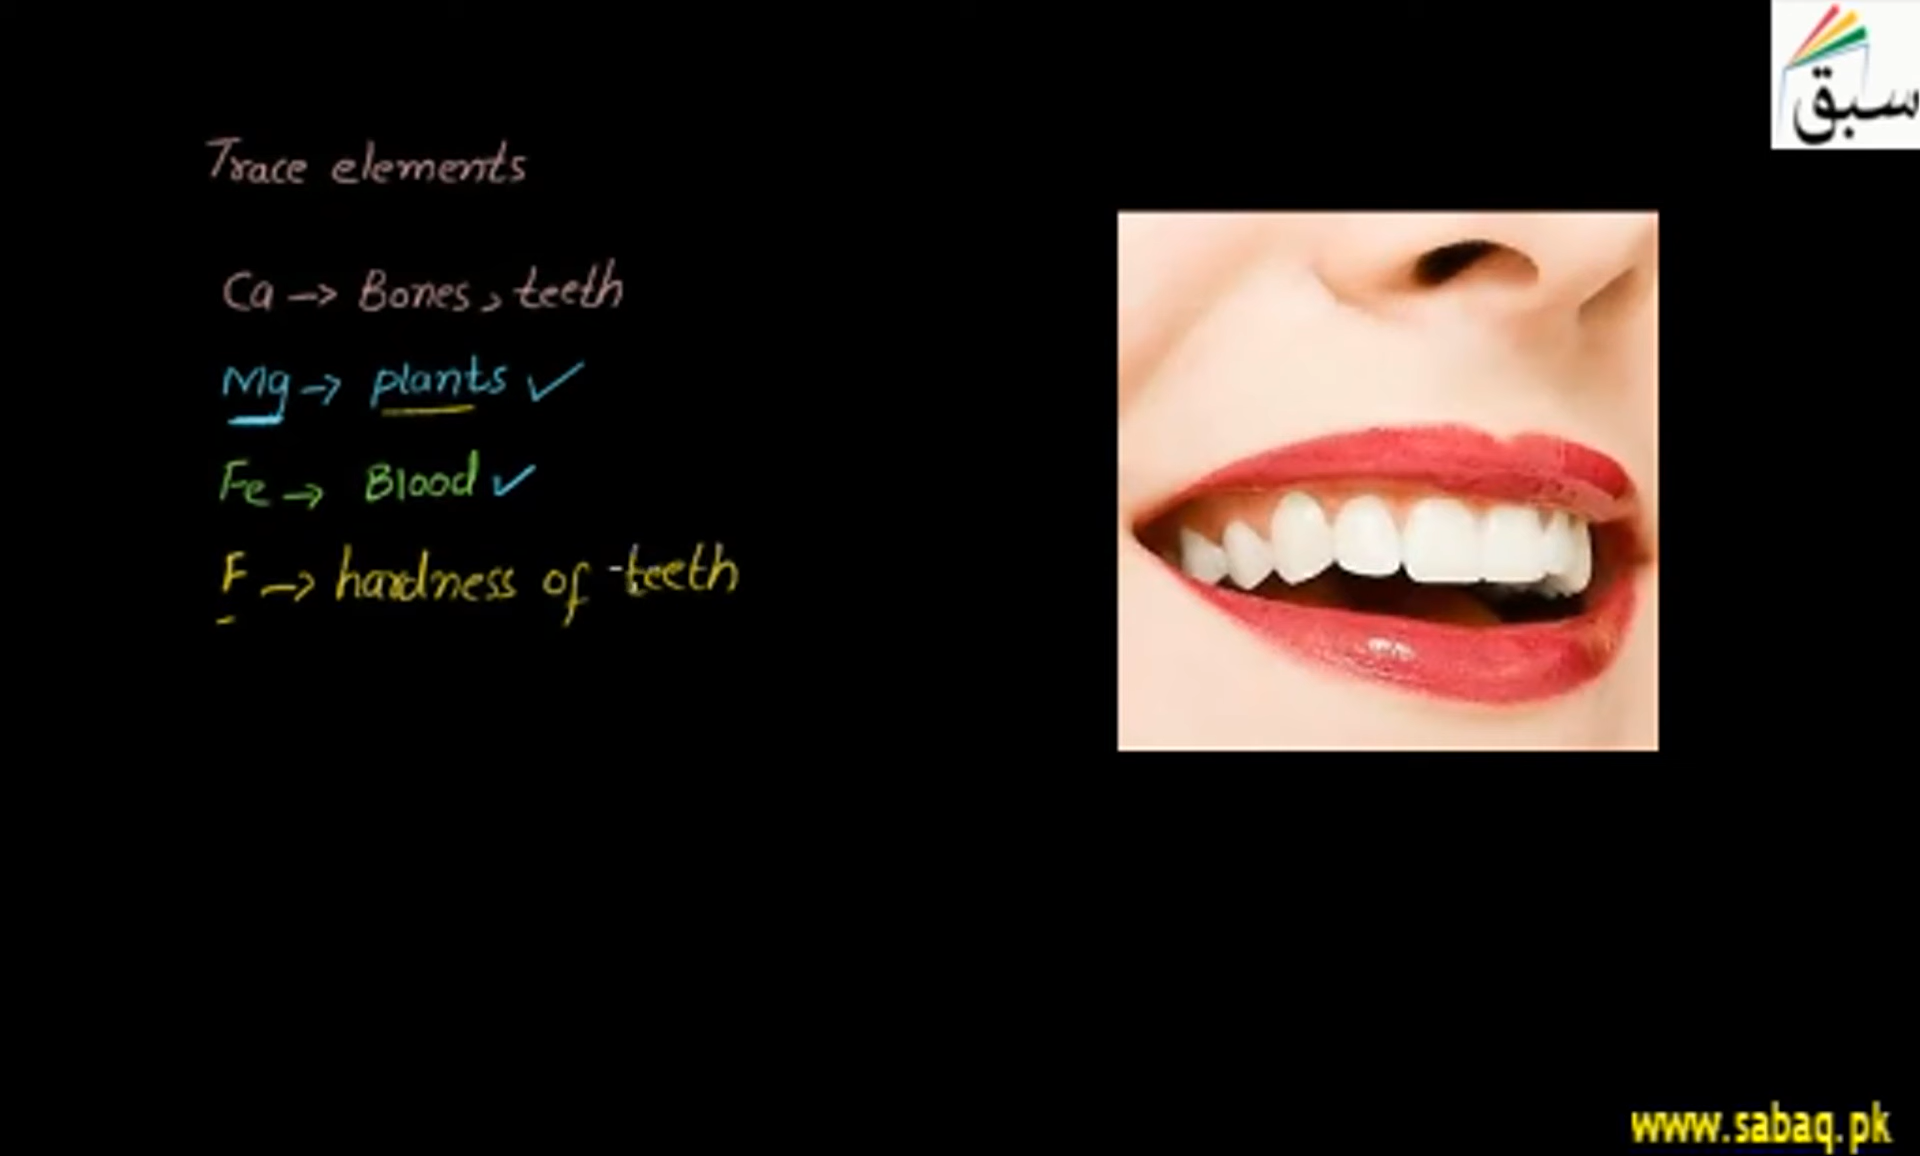 سبق
Trace elements
Ca → Bones, teeth
Mg → plants ✓
Fe → Blood ✓
F → hardness of teeth
www.sabaq.pk